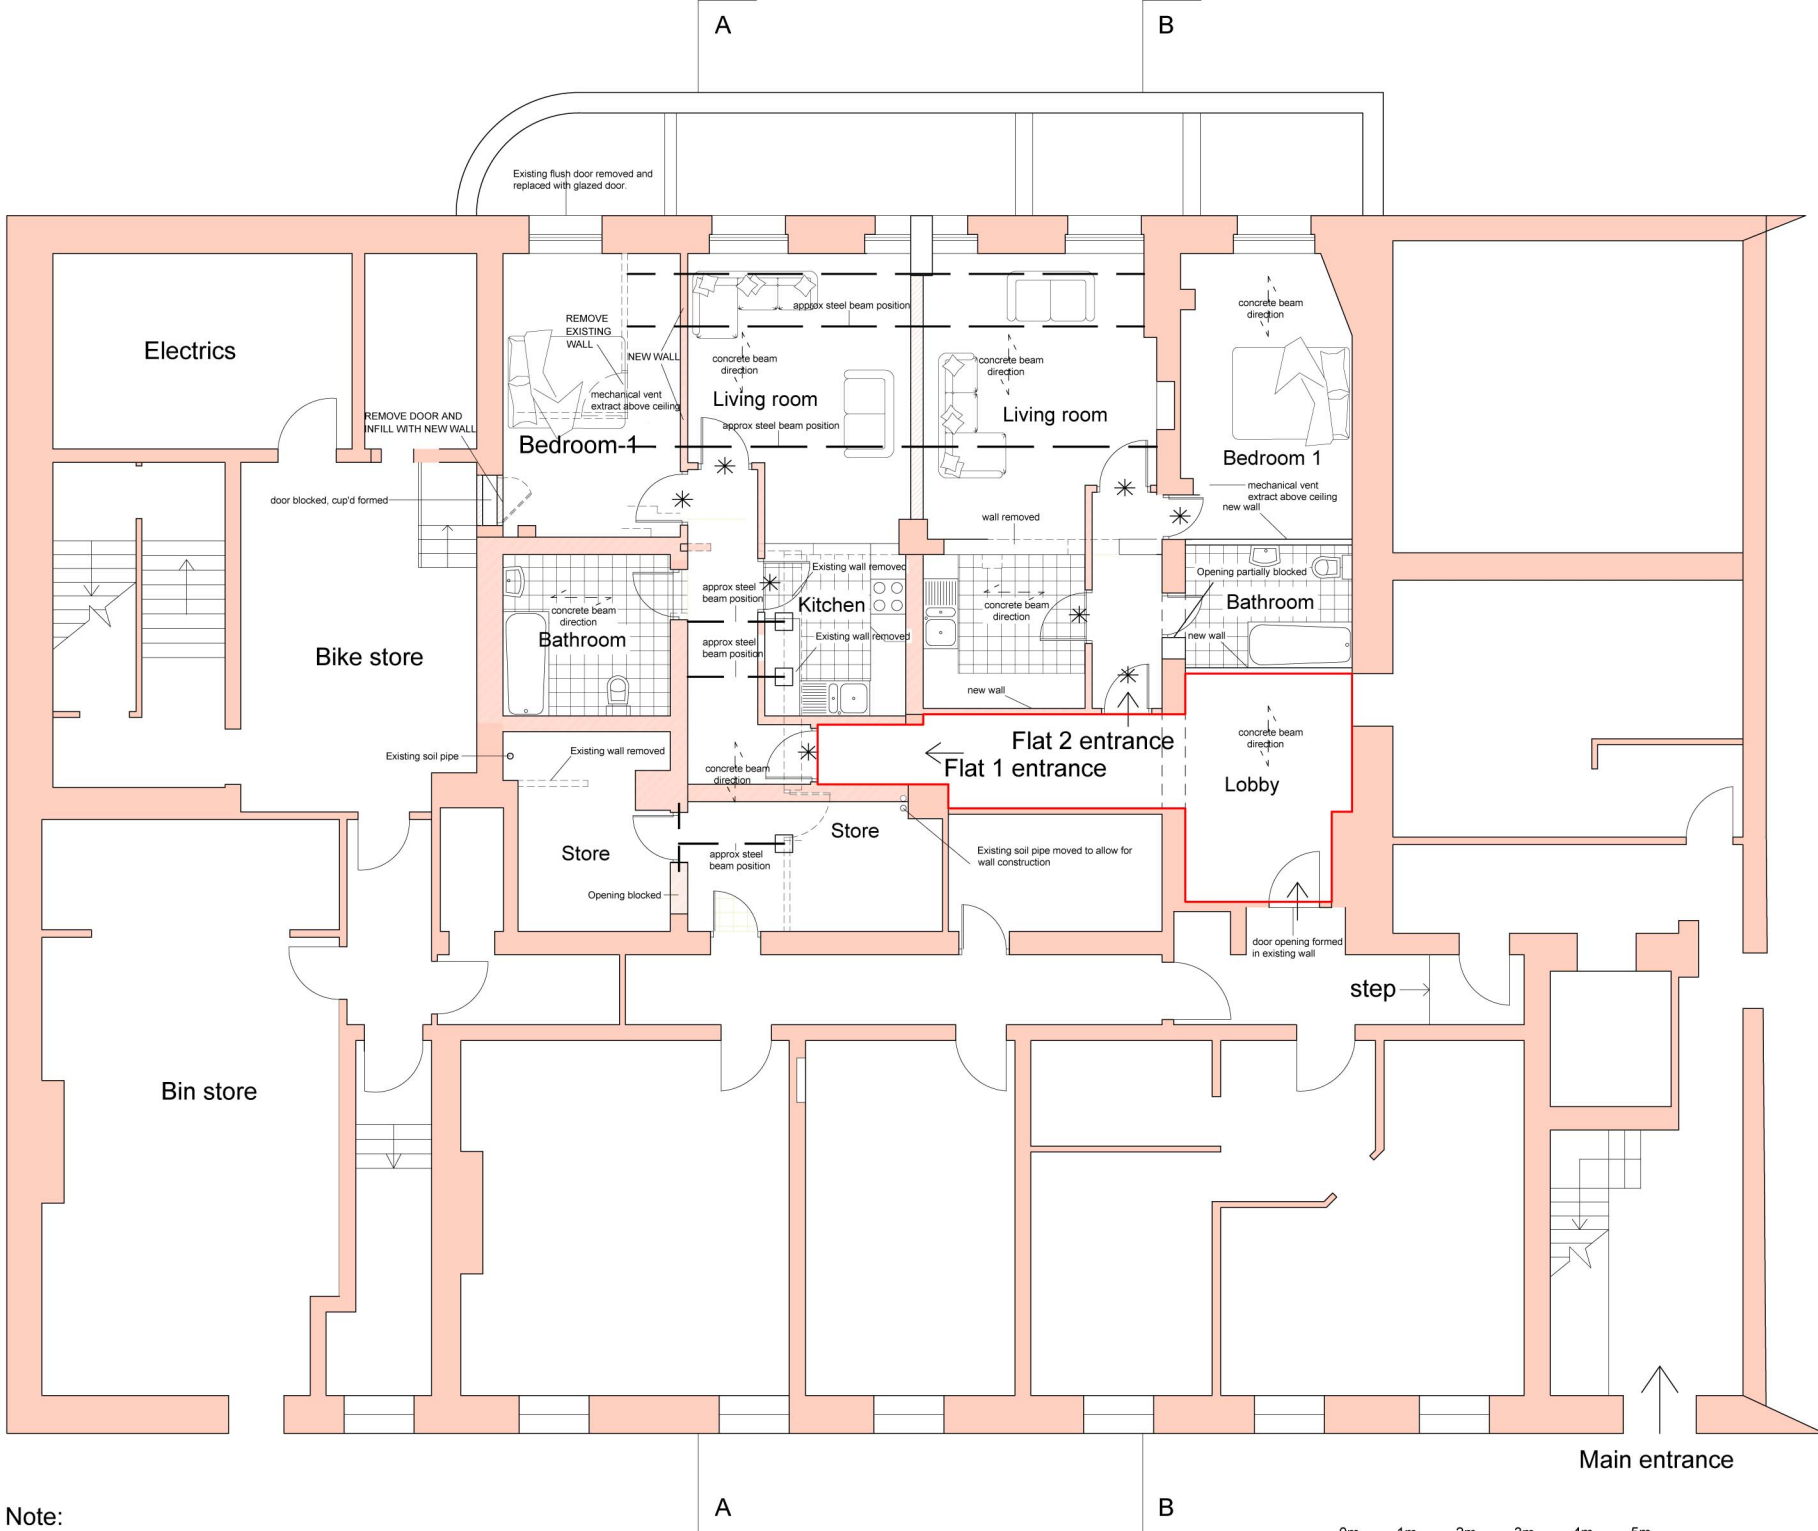 A
B
Existing flush door removed and
replaced with glazed door.
Electrics
REMOVE
EXISTING
WALL
NEW WALL
mechanical vent
extract above ceiling
Bedroom 1
approx steel beam position
concrete beam
direction
Living room
approx steel beam position
concrete beam
direction
Living room
concrete beam
direction
Bedroom 1
mechanical vent
extract above ceiling
new wall
REMOVE DOOR AND
INFILL WITH NEW WALL
door blocked, cup'd formed
wall removed
Existing wall removed
Opening partially blocked
approx steel
beam position
Kitchen
concrete beam
direction
Bathroom
concrete beam
direction
Bathroom
Existing wall removed
approx steel
beam position
new wall
Bike store
new wall
Flat 2 entrance
Flat 1 entrance
concrete beam
direction
Lobby
Existing soil pipe
Existing wall removed
concrete beam
direction
Store
Store
approx steel
beam position
Existing soil pipe moved to allow for
wall construction
Opening blocked
door opening formed
in existing wall
step
Bin store
Main entrance
A
B
Note:
0m 1m 2m 3m 4m 5m